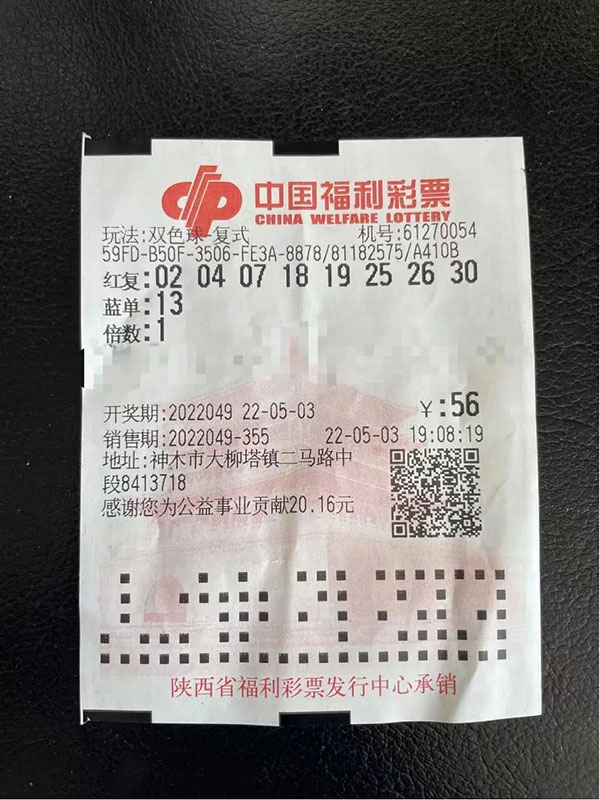 中国福利彩票
CHINA WELFARE LOTTERY
玩法:双色球-复式 机号:61270054
59FD-B50F-3506-FE3A-8878/81182575/A410B
红复:02 04 07 18 19 25 26 30
蓝单:13
倍数:1
开奖期:2022049 22-05-03 ¥:56
销售期:2022049-355 22-05-03 19:08:19
地址:神木市大柳塔镇二马路中
段8413718
感谢您为公益事业贡献20.16元
陕西省福利彩票发行中心承销